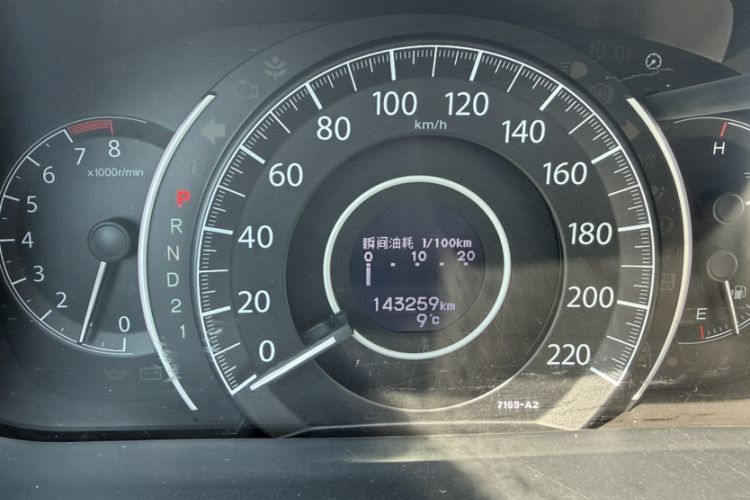 8
7
6
5
4
3
2
1
0
x1000r/min
P
R
N
D
2
1
0
20
40
60
80
100
120
140
160
180
200
220
km/h
瞬间油耗 1/100km
0 - 10 - 20
143259km
9°C
7169-A2
H
E